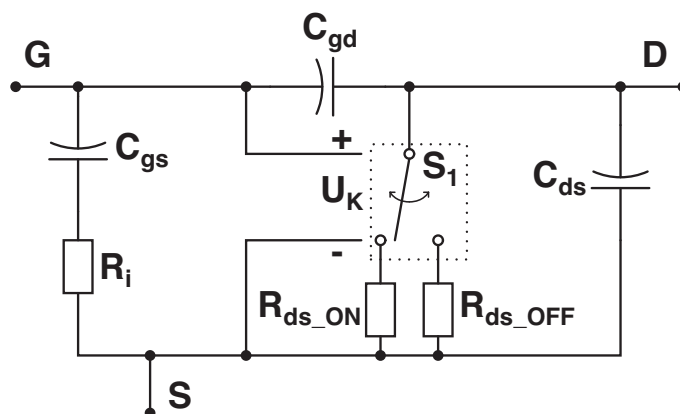 C_gd
G
D
+
C_gs
S_1
U_K
C_ds
-
R_i
R_ds_ON
R_ds_OFF
S